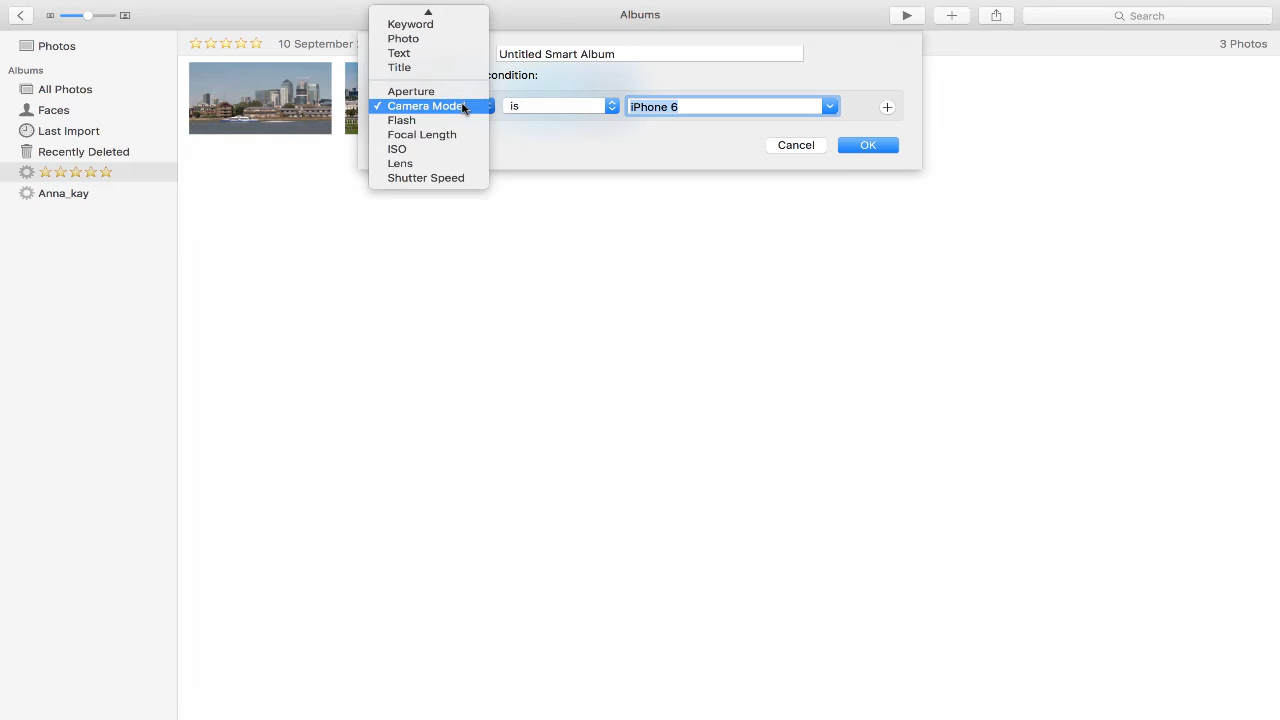 Albums
Search
Photos
Albums
All Photos
Faces
Last Import
Recently Deleted
Anna_kay
10 September
3 Photos
Keyword
Photo
Text
Title
Aperture
Camera Mode
Flash
Focal Length
ISO
Lens
Shutter Speed
Untitled Smart Album
condition:
is
iPhone 6
Cancel
OK